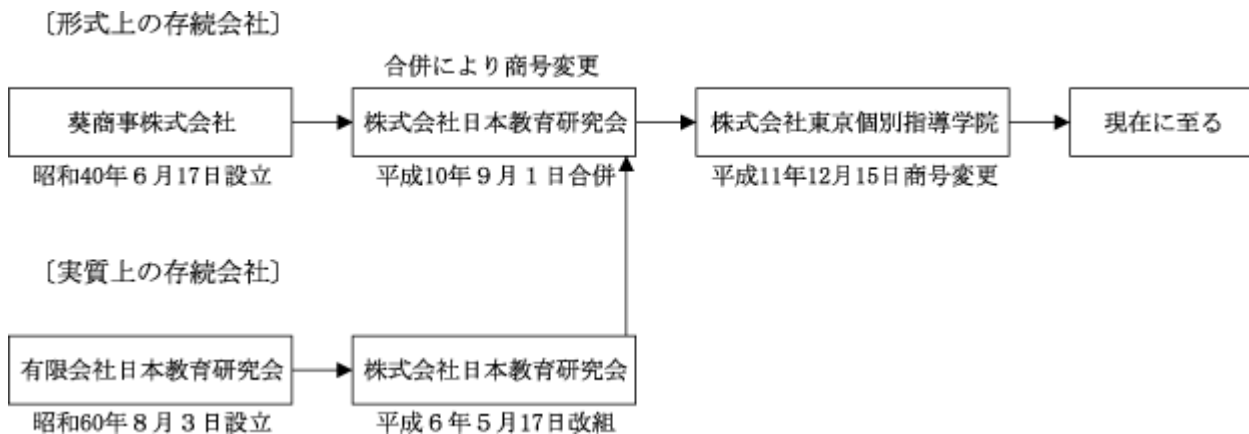 〔形式上の存続会社〕
合併により商号変更
葵商事株式会社 株式会社日本教育研究会 株式会社東京個別指導学院 現在に至る
昭和40年6月17日設立 平成10年9月1日合併 平成11年12月15日商号変更
〔実質上の存続会社〕
有限会社日本教育研究会 株式会社日本教育研究会
昭和60年8月3日設立 平成6年5月17日改組